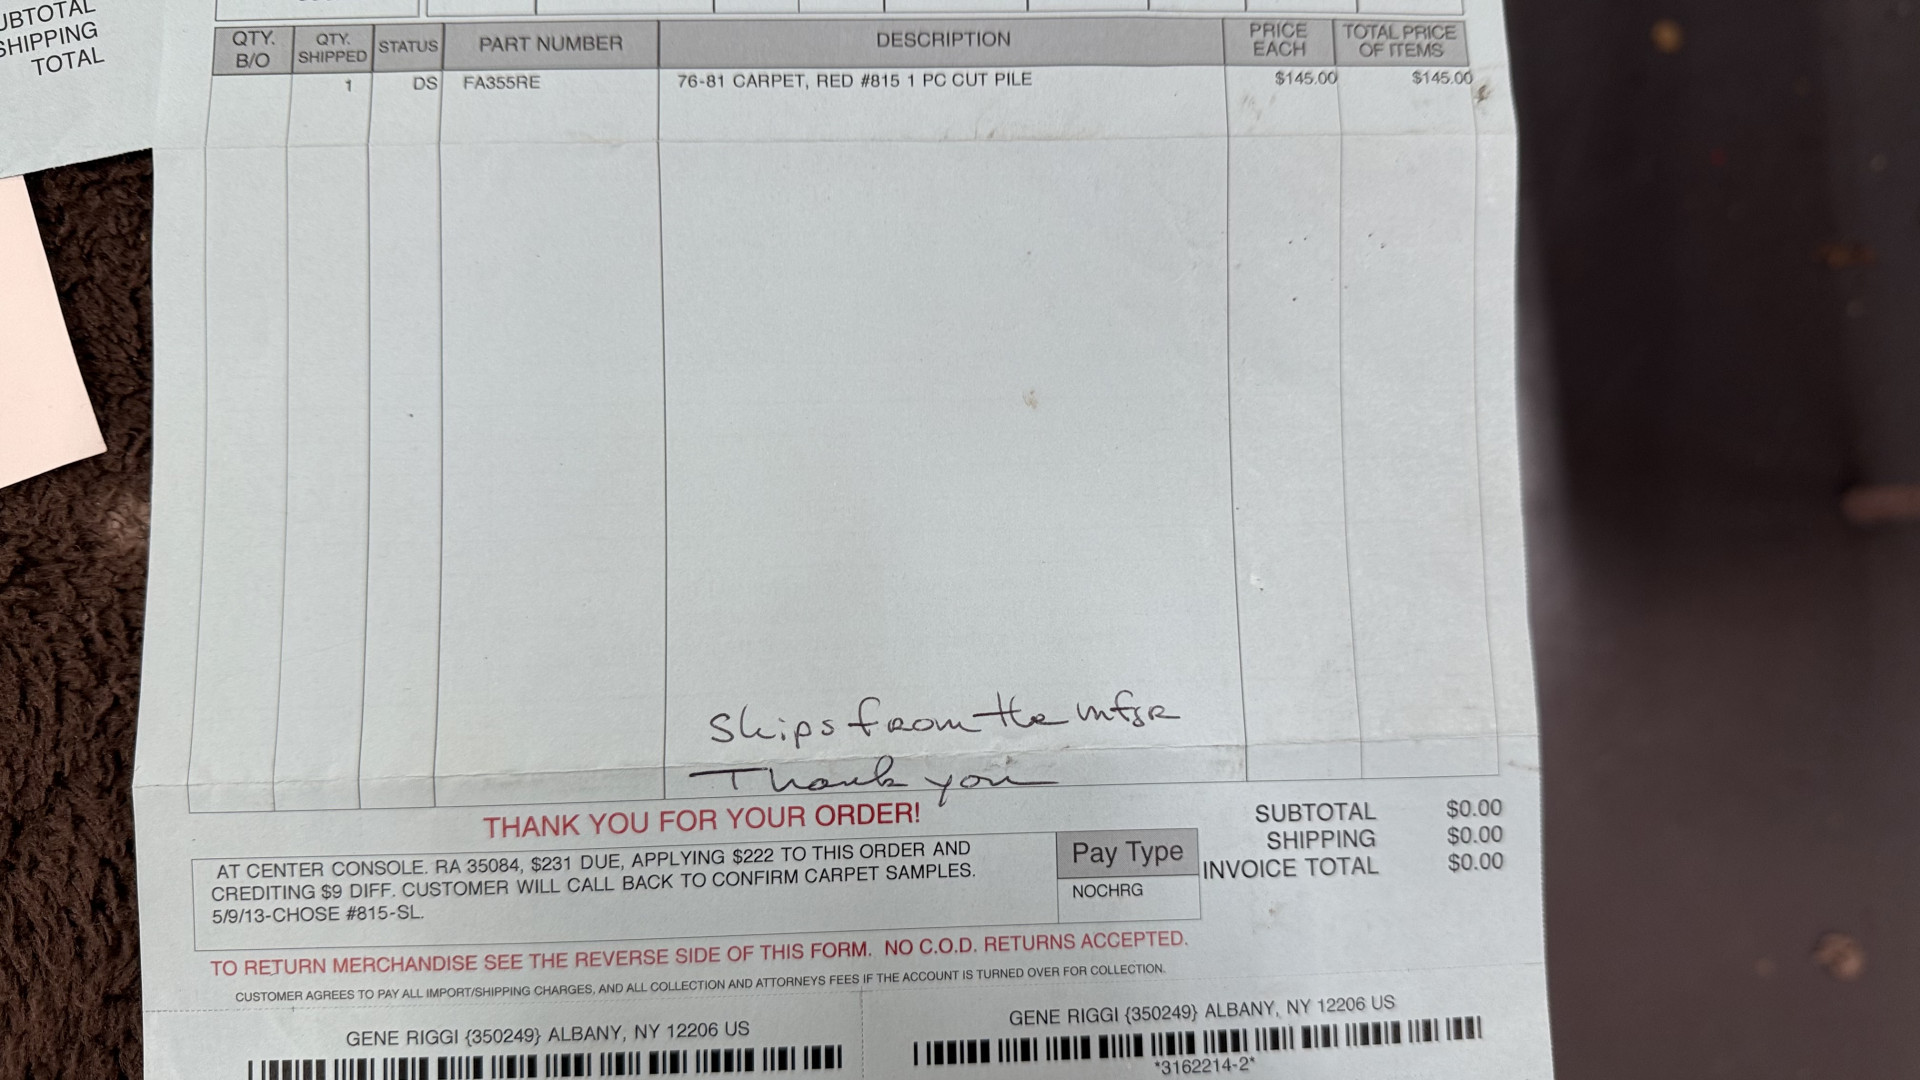 SUBTOTAL
SHIPPING
TOTAL
QTY. B/O QTY. SHIPPED STATUS PART NUMBER DESCRIPTION PRICE EACH TOTAL PRICE OF ITEMS
1 DS FA355RE 76-81 CARPET, RED #815 1 PC CUT PILE $145.00 $145.00
Ships from the mfgr
Thank you
THANK YOU FOR YOUR ORDER!
SUBTOTAL $0.00
SHIPPING $0.00
INVOICE TOTAL $0.00
AT CENTER CONSOLE. RA 35084, $231 DUE, APPLYING $222 TO THIS ORDER AND
CREDITING $9 DIFF. CUSTOMER WILL CALL BACK TO CONFIRM CARPET SAMPLES.
5/9/13-CHOSE #815-SL.
Pay Type
NOCHRG
TO RETURN MERCHANDISE SEE THE REVERSE SIDE OF THIS FORM. NO C.O.D. RETURNS ACCEPTED.
CUSTOMER AGREES TO PAY ALL IMPORT/SHIPPING CHARGES, AND ALL COLLECTION AND ATTORNEYS FEES IF THE ACCOUNT IS TURNED OVER FOR COLLECTION.
GENE RIGGI {350249} ALBANY, NY 12206 US
GENE RIGGI {350249} ALBANY, NY 12206 US
*3162214-2*